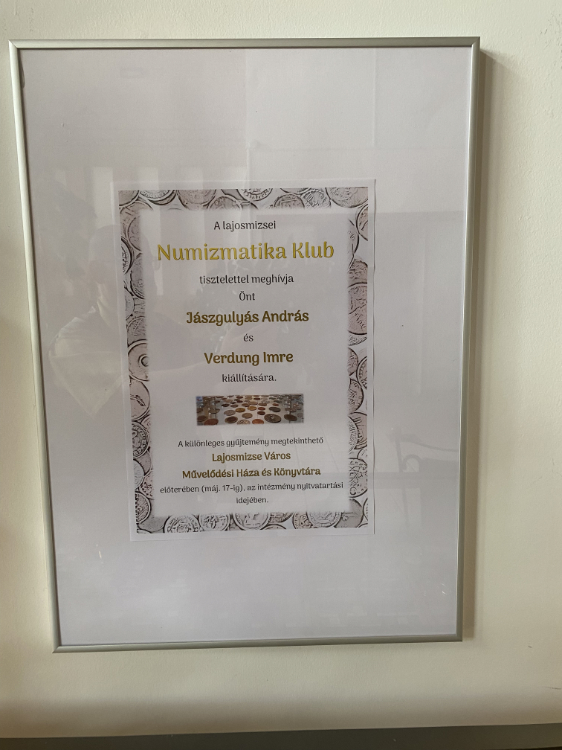 A lajosmizsei
Numizmatika Klub
tisztelettel meghívja
Önt
Jászgulyás András
és
Verdung Imre
kiállítására.
A különleges gyűjtemény megtekinthető
Lajosmizse Város
Művelődési Háza és Könyvtára
előterében (máj. 17-ig), az intézmény nyitvatartási
idejében.